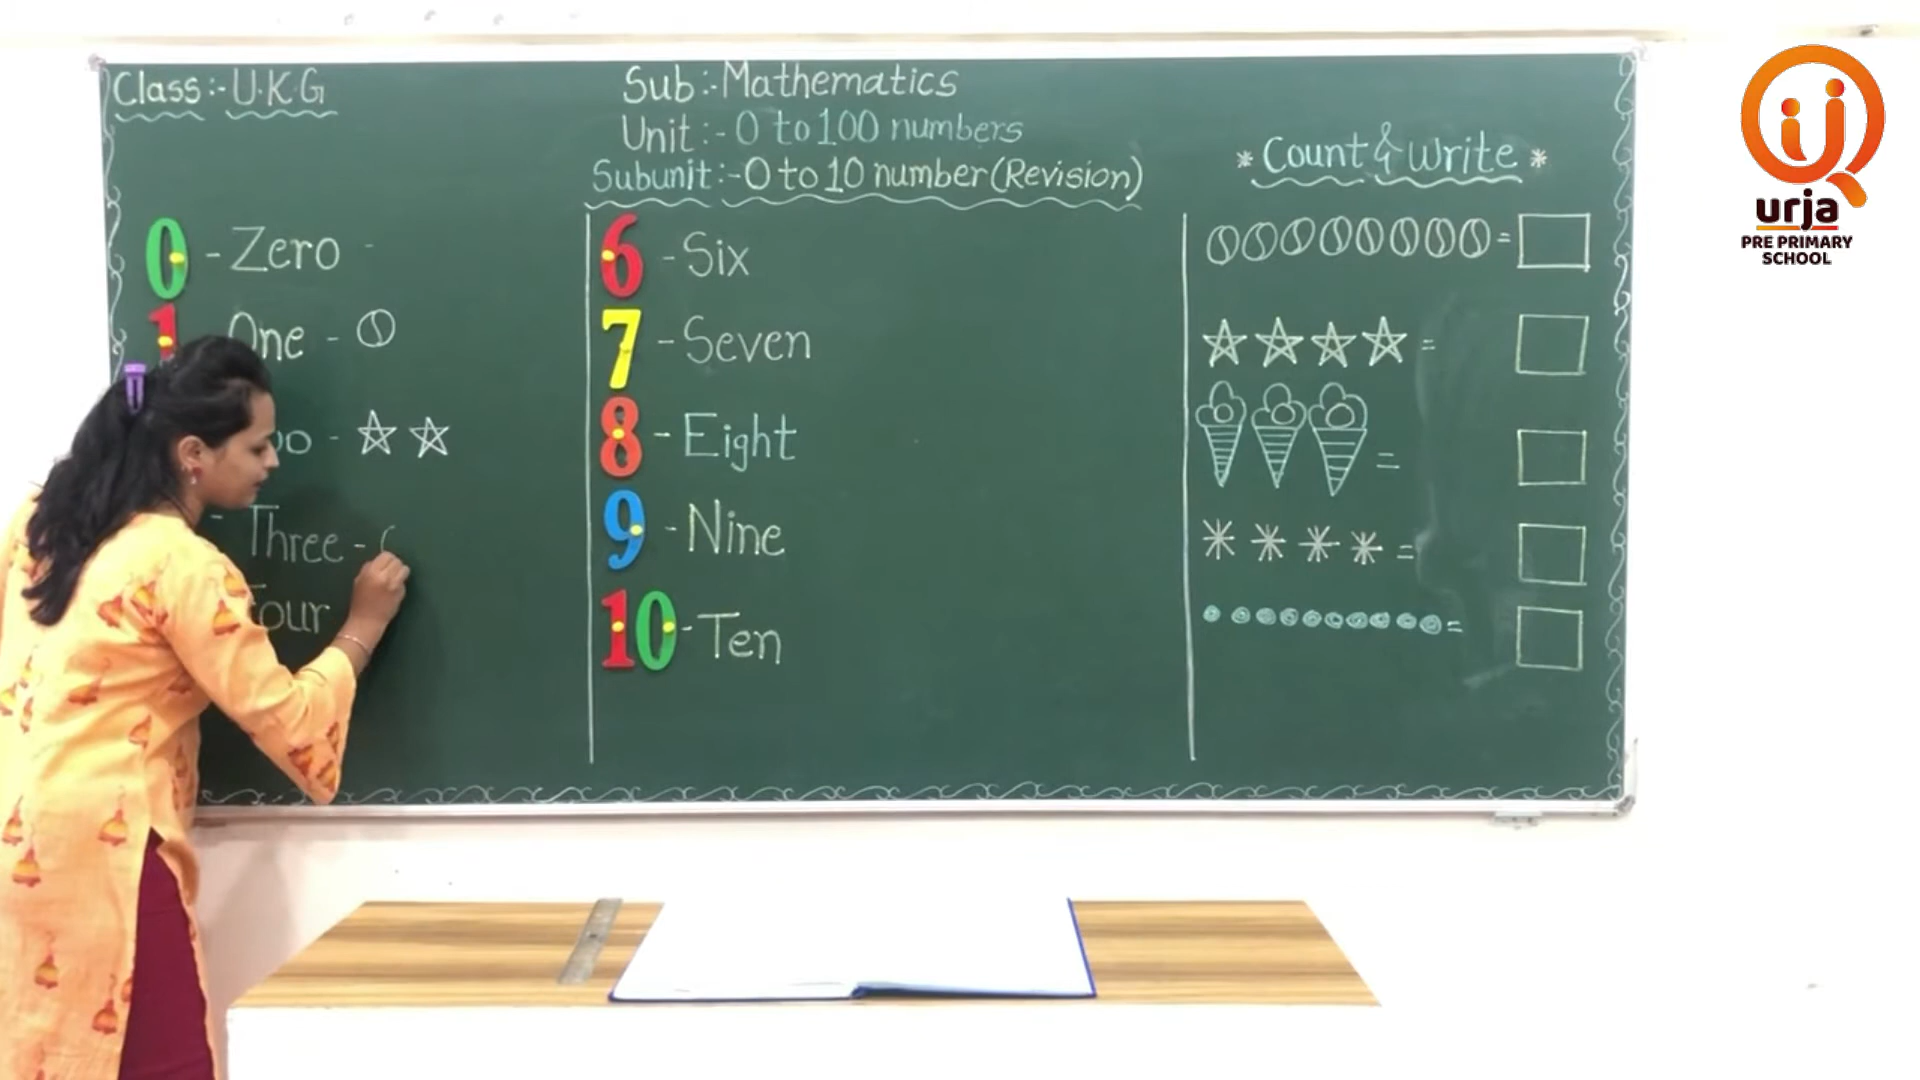 Class:- U.K.G
Sub:- Mathematics
Unit:- 0 to 100 numbers
Subunit:- 0 to 10 number (Revision)
0 - Zero -
1 One -
-
- Three -
Four
6 - Six
7 - Seven
8 - Eight
9 - Nine
10 - Ten
* Count & Write *
=
=
=
=
=
urja
PRE PRIMARY
SCHOOL